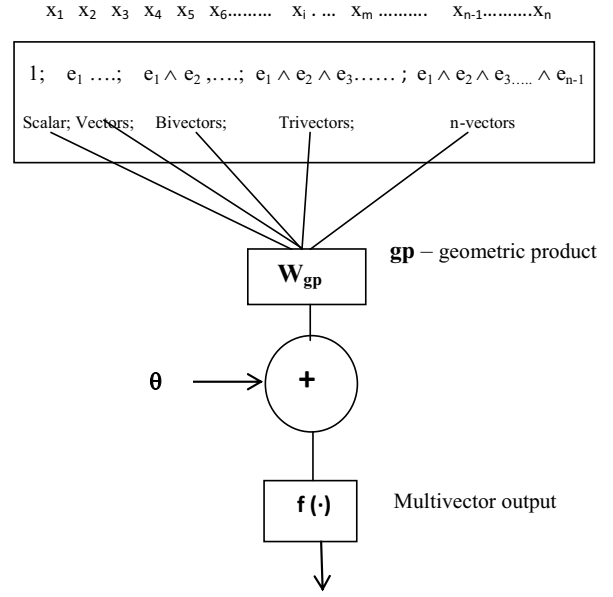 x1 x2 x3 x4 x5 x6......... xi . ... xm .......... xn-1..........xn
1; e1 ....; e1 ∧ e2 ,....; e1 ∧ e2 ∧ e3...... ; e1 ∧ e2 ∧ e3..... ∧ en-1
Scalar; Vectors; Bivectors; Trivectors; n-vectors
gp – geometric product
Wgp
θ +
f (·)
Multivector output